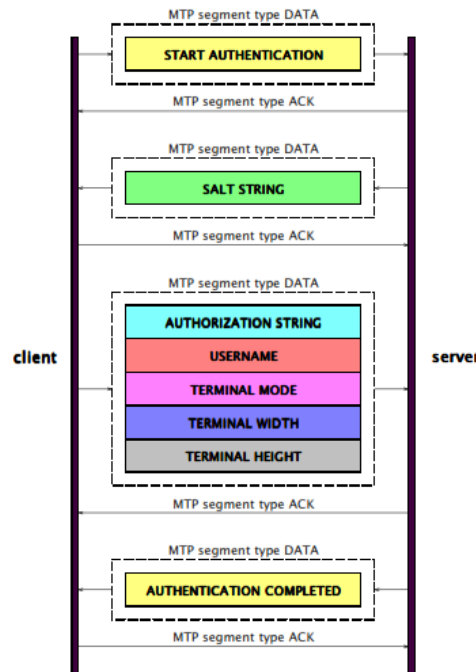 MTP segment type DATA
START AUTHENTICATION
MTP segment type ACK
MTP segment type DATA
SALT STRING
MTP segment type ACK
MTP segment type DATA
AUTHORIZATION STRING
USERNAME
client
server
TERMINAL MODE
TERMINAL WIDTH
TERMINAL HEIGHT
MTP segment type ACK
MTP segment type DATA
AUTHENTICATION COMPLETED
MTP segment type ACK